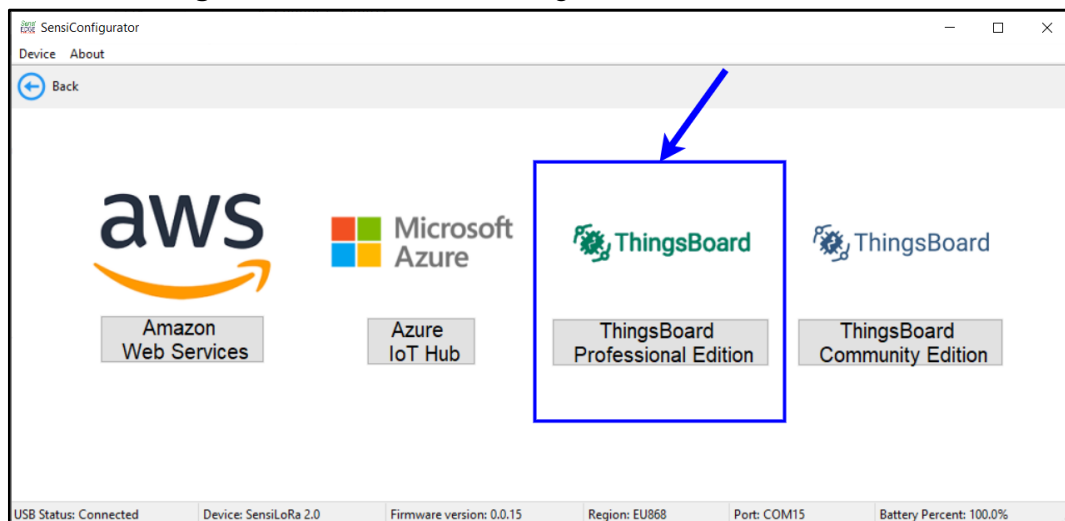 SensiConfigurator
Device About
Back
aws
Microsoft
Azure
ThingsBoard
ThingsBoard
Amazon
Web Services
Azure
IoT Hub
ThingsBoard
Professional Edition
ThingsBoard
Community Edition
USB Status: Connected Device: SensiLoRa 2.0 Firmware version: 0.0.15 Region: EU868 Port: COM15 Battery Percent: 100.0%